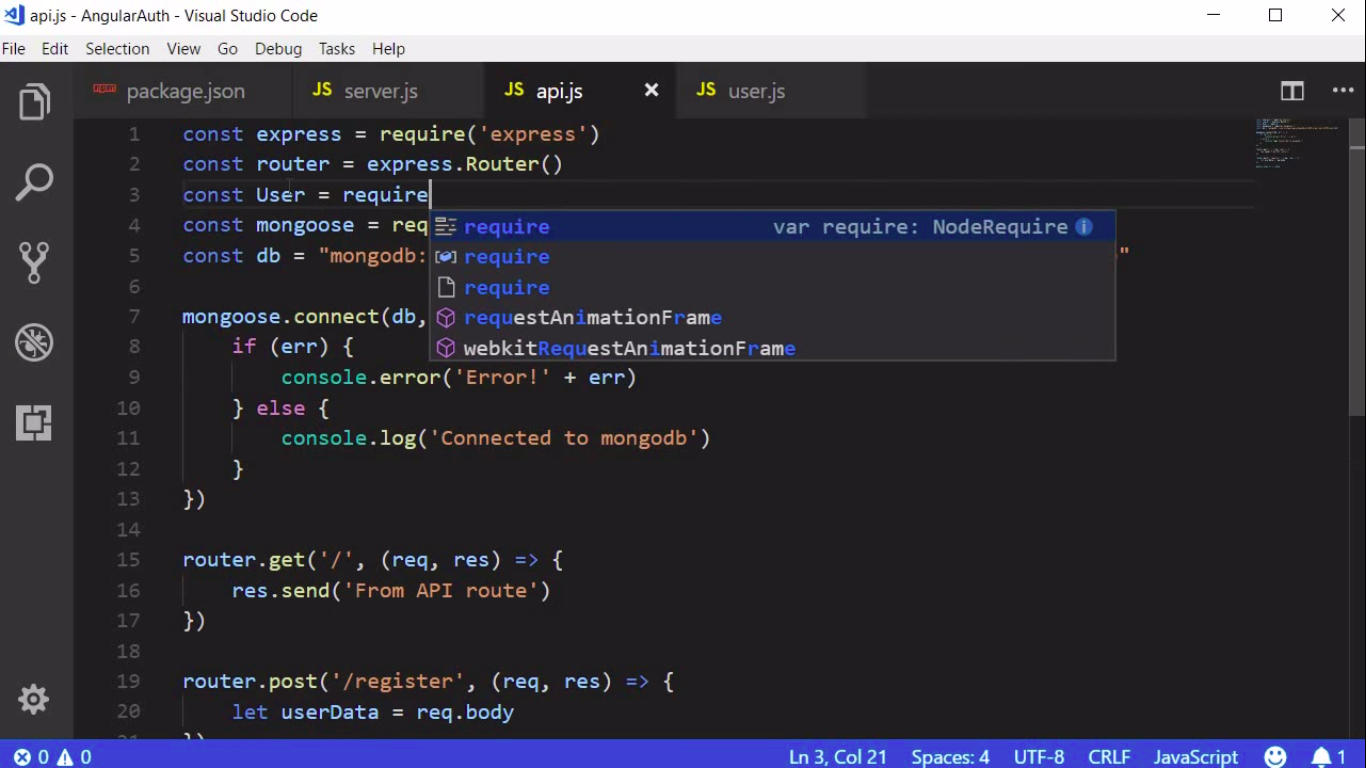 api.js - AngularAuth - Visual Studio Code
File Edit Selection View Go Debug Tasks Help
npm package.json JS server.js JS api.js JS user.js
1 const express = require('express')
2 const router = express.Router()
3 const User = require
4 const mongoose = req
5 const db = "mongodb: "
require var require: NodeRequire
require
require
requestAnimationFrame
webkitRequestAnimationFrame
6
7 mongoose.connect(db,
8 if (err) {
9 console.error('Error!' + err)
10 } else {
11 console.log('Connected to mongodb')
12 }
13 })
14
15 router.get('/', (req, res) => {
16 res.send('From API route')
17 })
18
19 router.post('/register', (req, res) => {
20 let userData = req.body
21 })
0 0 Ln 3, Col 21 Spaces: 4 UTF-8 CRLF JavaScript 1